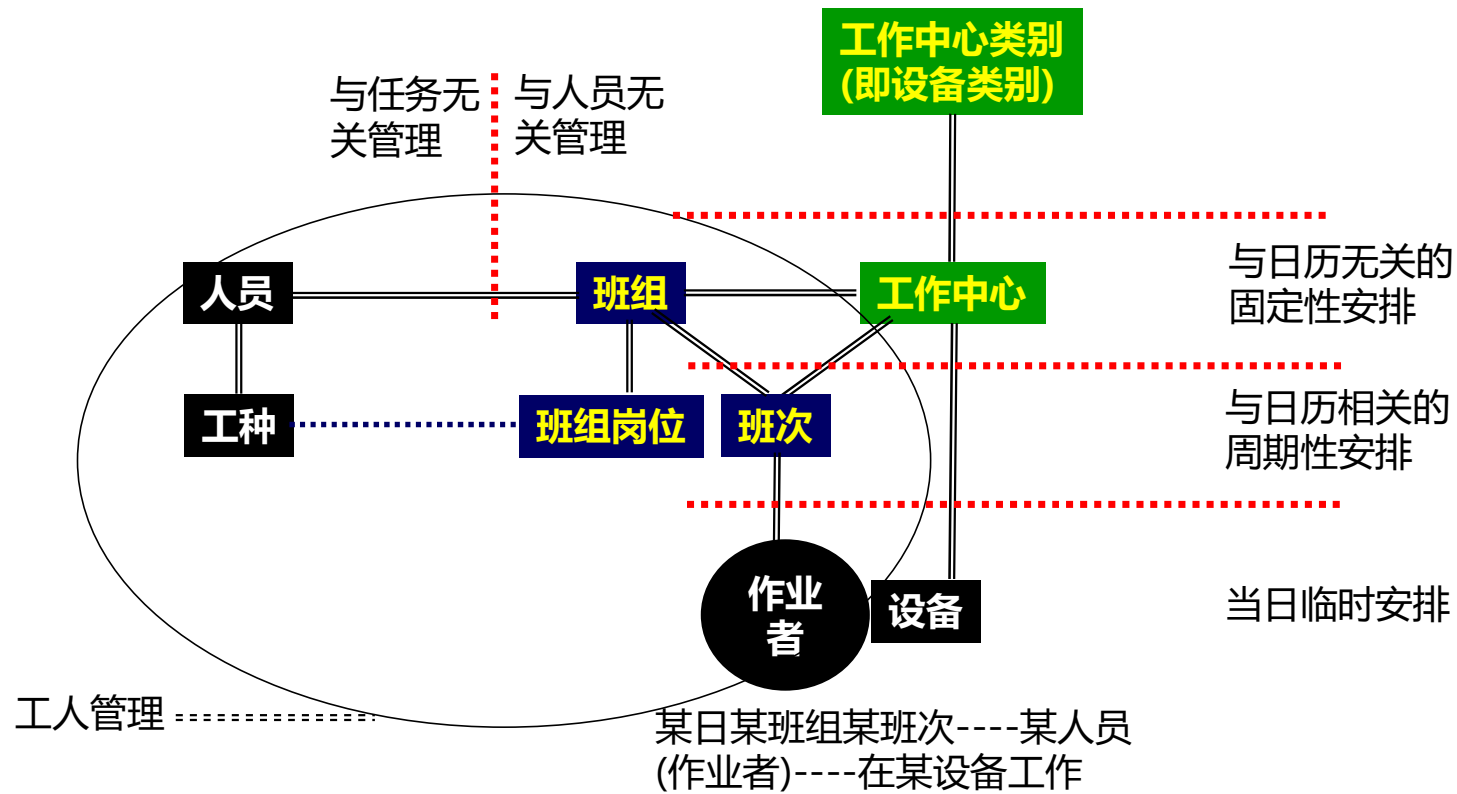 工作中心类别
(即设备类别)
与任务无
关管理
与人员无
关管理
人员
班组
工作中心
与日历无关的
固定性安排
工种
班组岗位
班次
与日历相关的
周期性安排
作业
者
设备
当日临时安排
工人管理
某日某班组某班次----某人员
(作业者)----在某设备工作